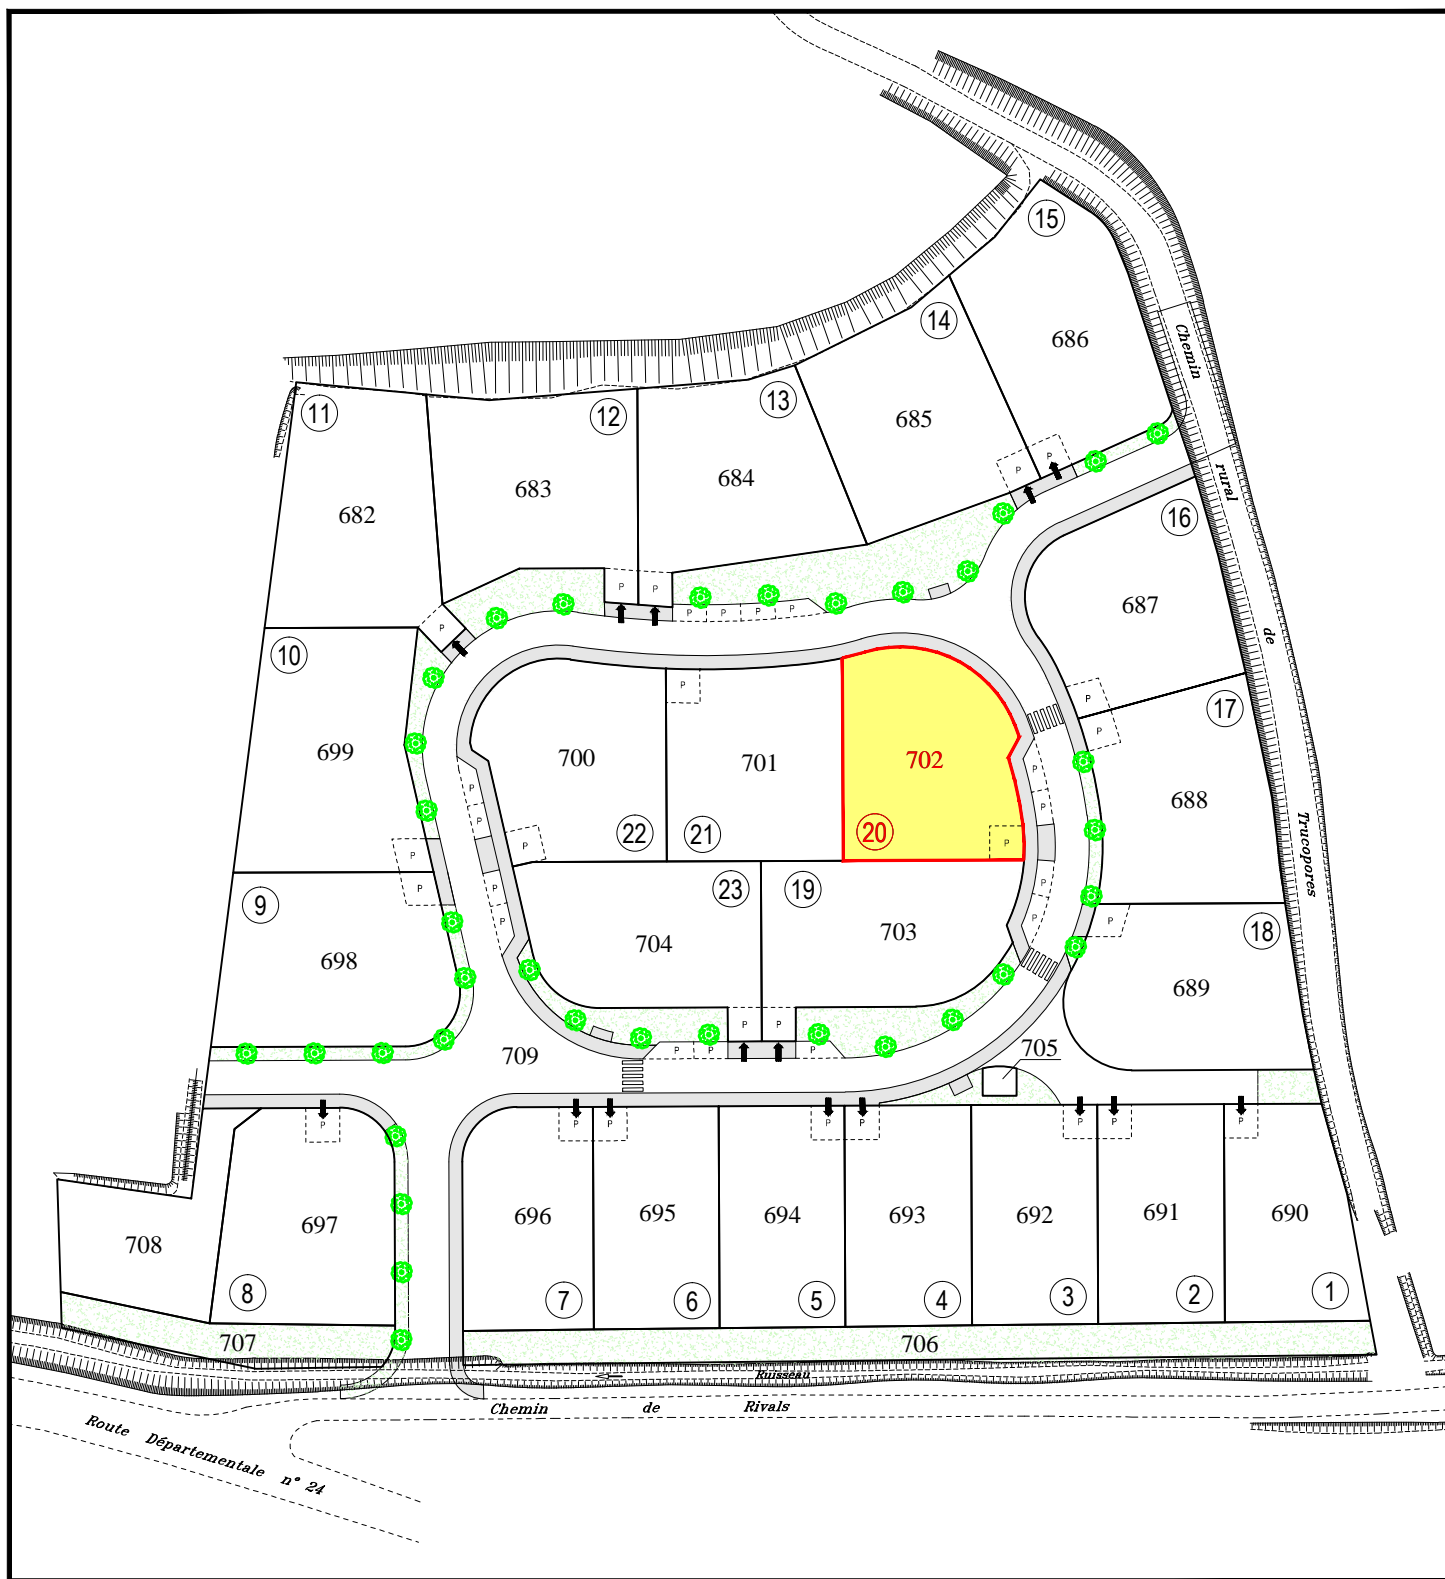 15
14
686
Chemin
13
12
11
685
684
683
P
P
682
rural
16
P
P
P
P
P
P
P
687
de
10
P
P
17
P
699
700
701
702
P
P
P
688
Trucopores
P
P
22
21
20
P
P
P
P
P
9
23
19
P
P
P
P
18
698
704
703
689
P
P
705
709
P
P
P
P
P
P
P
P
P
P
P
P
697
696
695
694
693
692
691
690
708
8
7
6
5
4
3
2
1
707
706
Ruisseau
Chemin de Rivals
Route Départementale n° 24